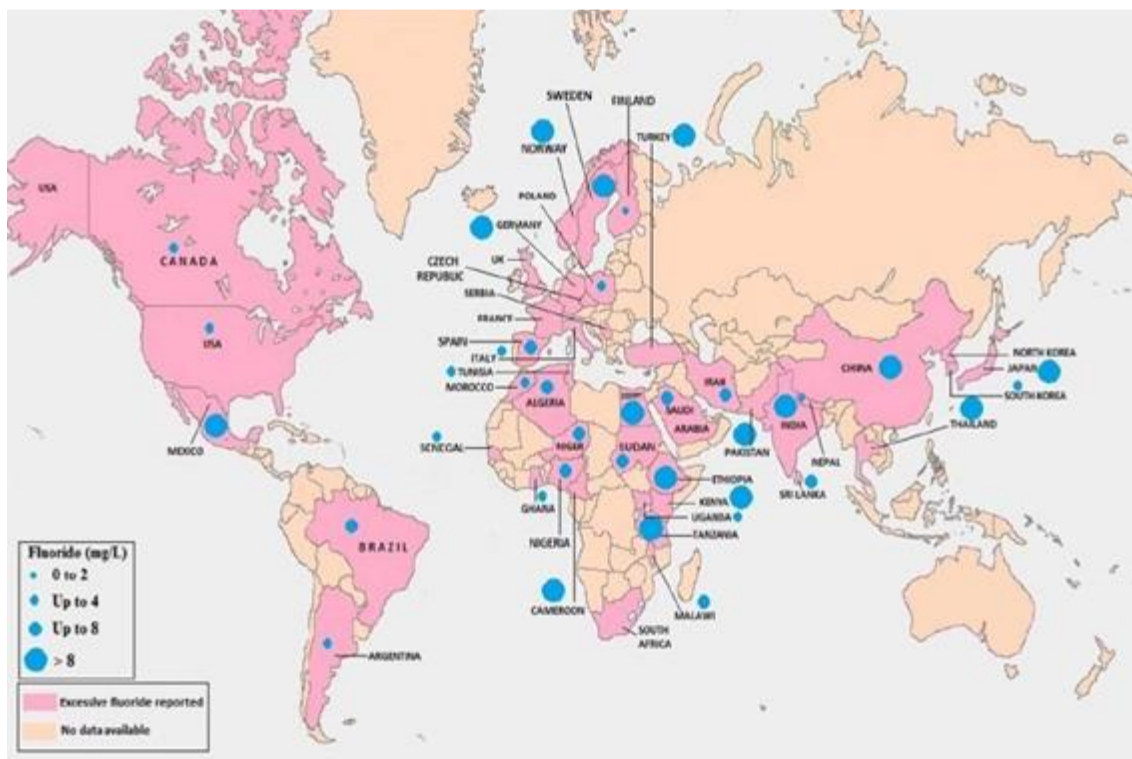 SWEDEN
FINLAND
TURKEY
NORWAY
POLAND
USA
GERMANY
CANADA
UK
CZECH
REPUBLIC
SERBIA
FRANCE
USA
SPAIN
ITALY
TUNISIA
MOROCCO
ALGERIA
IRAN
CHINA
NORTH KOREA
JAPAN
SOUTH KOREA
SAUDI
ARABIA
INDIA
THAILAND
MEXICO
SENEGAL
NIGER
SUDAN
PAKISTAN
NEPAL
ETHIOPIA
SRI LANKA
GHANA
KENYA
UGANDA
TANZANIA
NIGERIA
BRAZIL
CAMEROON
MALAWI
SOUTH
AFRICA
ARGENTINA
Fluoride (mg/L)
0 to 2
Up to 4
Up to 8
> 8
Excessive fluoride reported
No data available